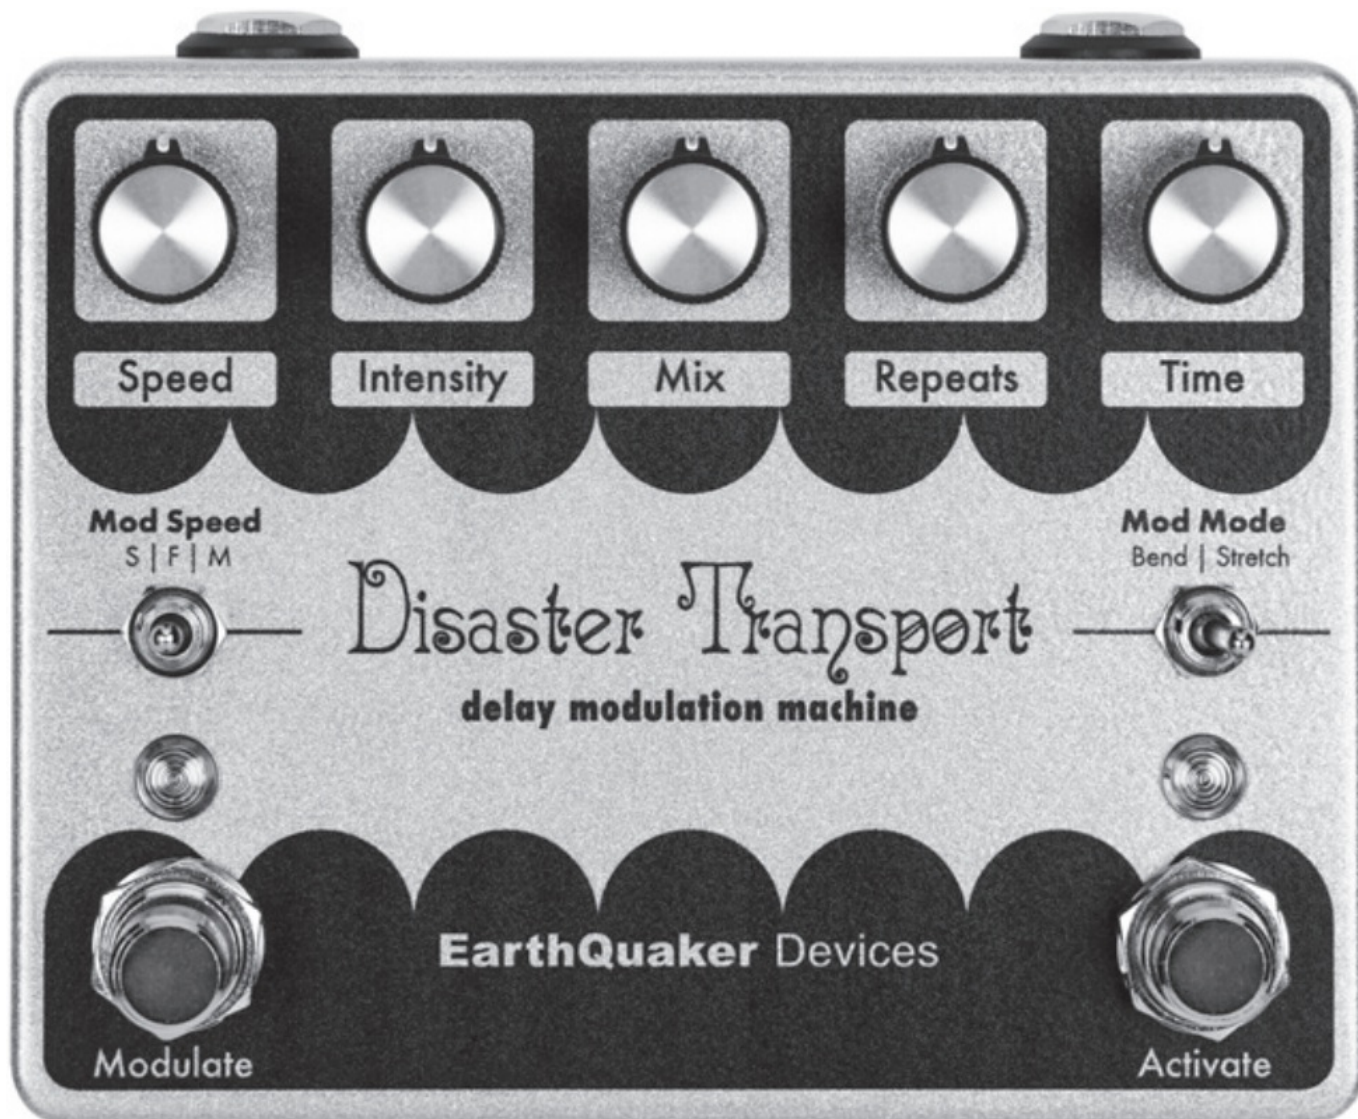 Speed Intensity Mix Repeats Time
Mod Speed
S | F | M
Mod Mode
Bend | Stretch
Disaster Transport
delay modulation machine
EarthQuaker Devices
Modulate
Activate